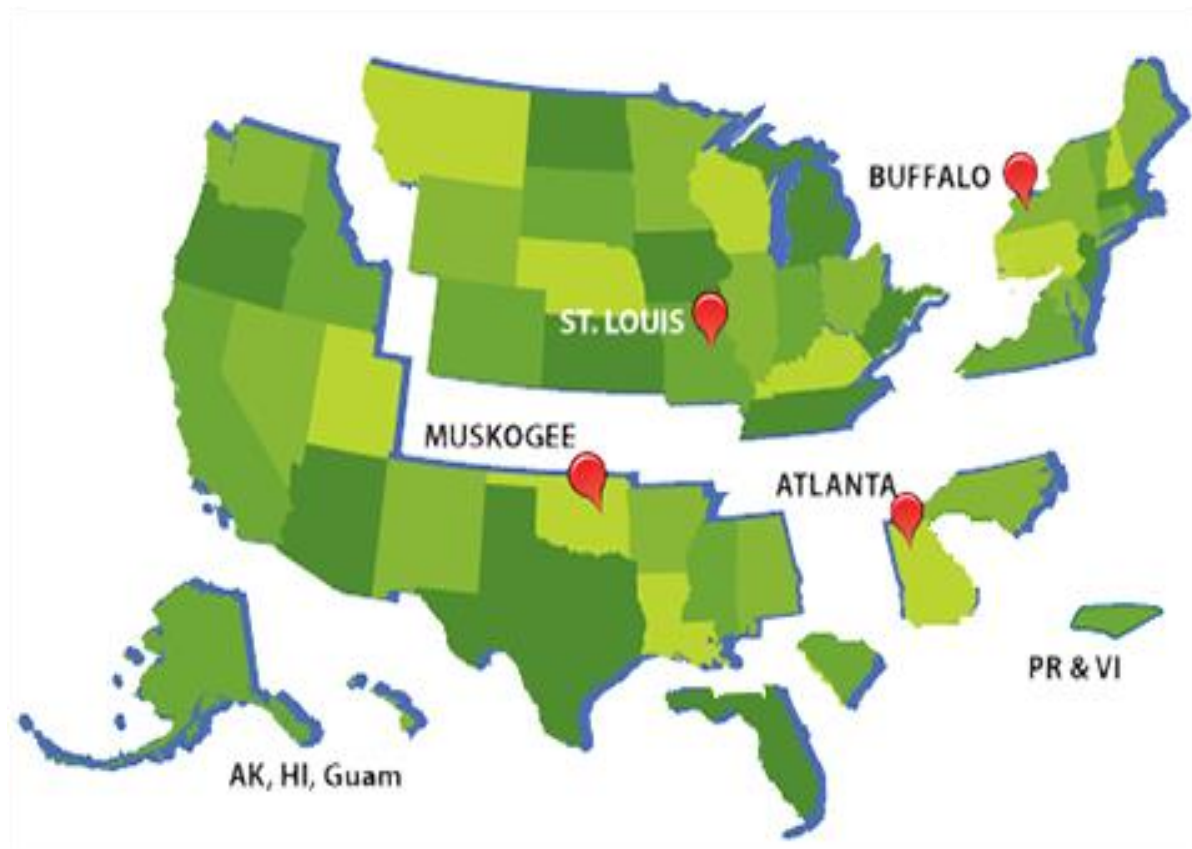 BUFFALO
ST. LOUIS
MUSKOGEE
ATLANTA
PR & VI
AK, HI, Guam